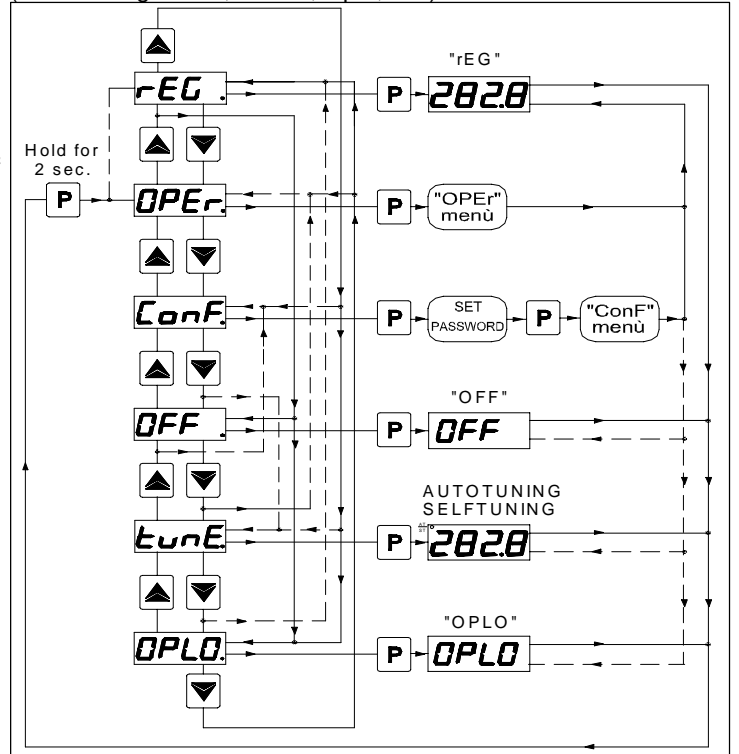 "rEG"
rEG .
P
282.8
Hold for
2 sec.
P
OPEr.
P
"OPEr"
menù
ConF.
P
SET
PASSWORD
P
"ConF"
menù
"OFF"
OFF .
P
OFF
AUTOTUNING
SELFTUNING
tunE.
P
282.8
"OPLO"
OPLO.
P
OPLO